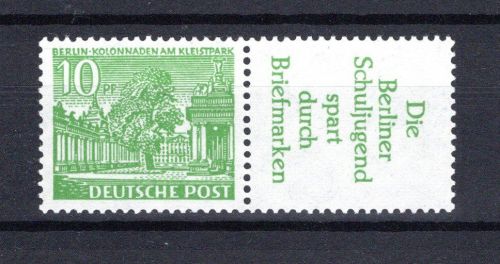 BERLIN-KOLONNADEN AM KLEISTPARK
10 PF
DEUTSCHE POST
Die
Berliner
Schuljugend
spart
durch
Briefmarken